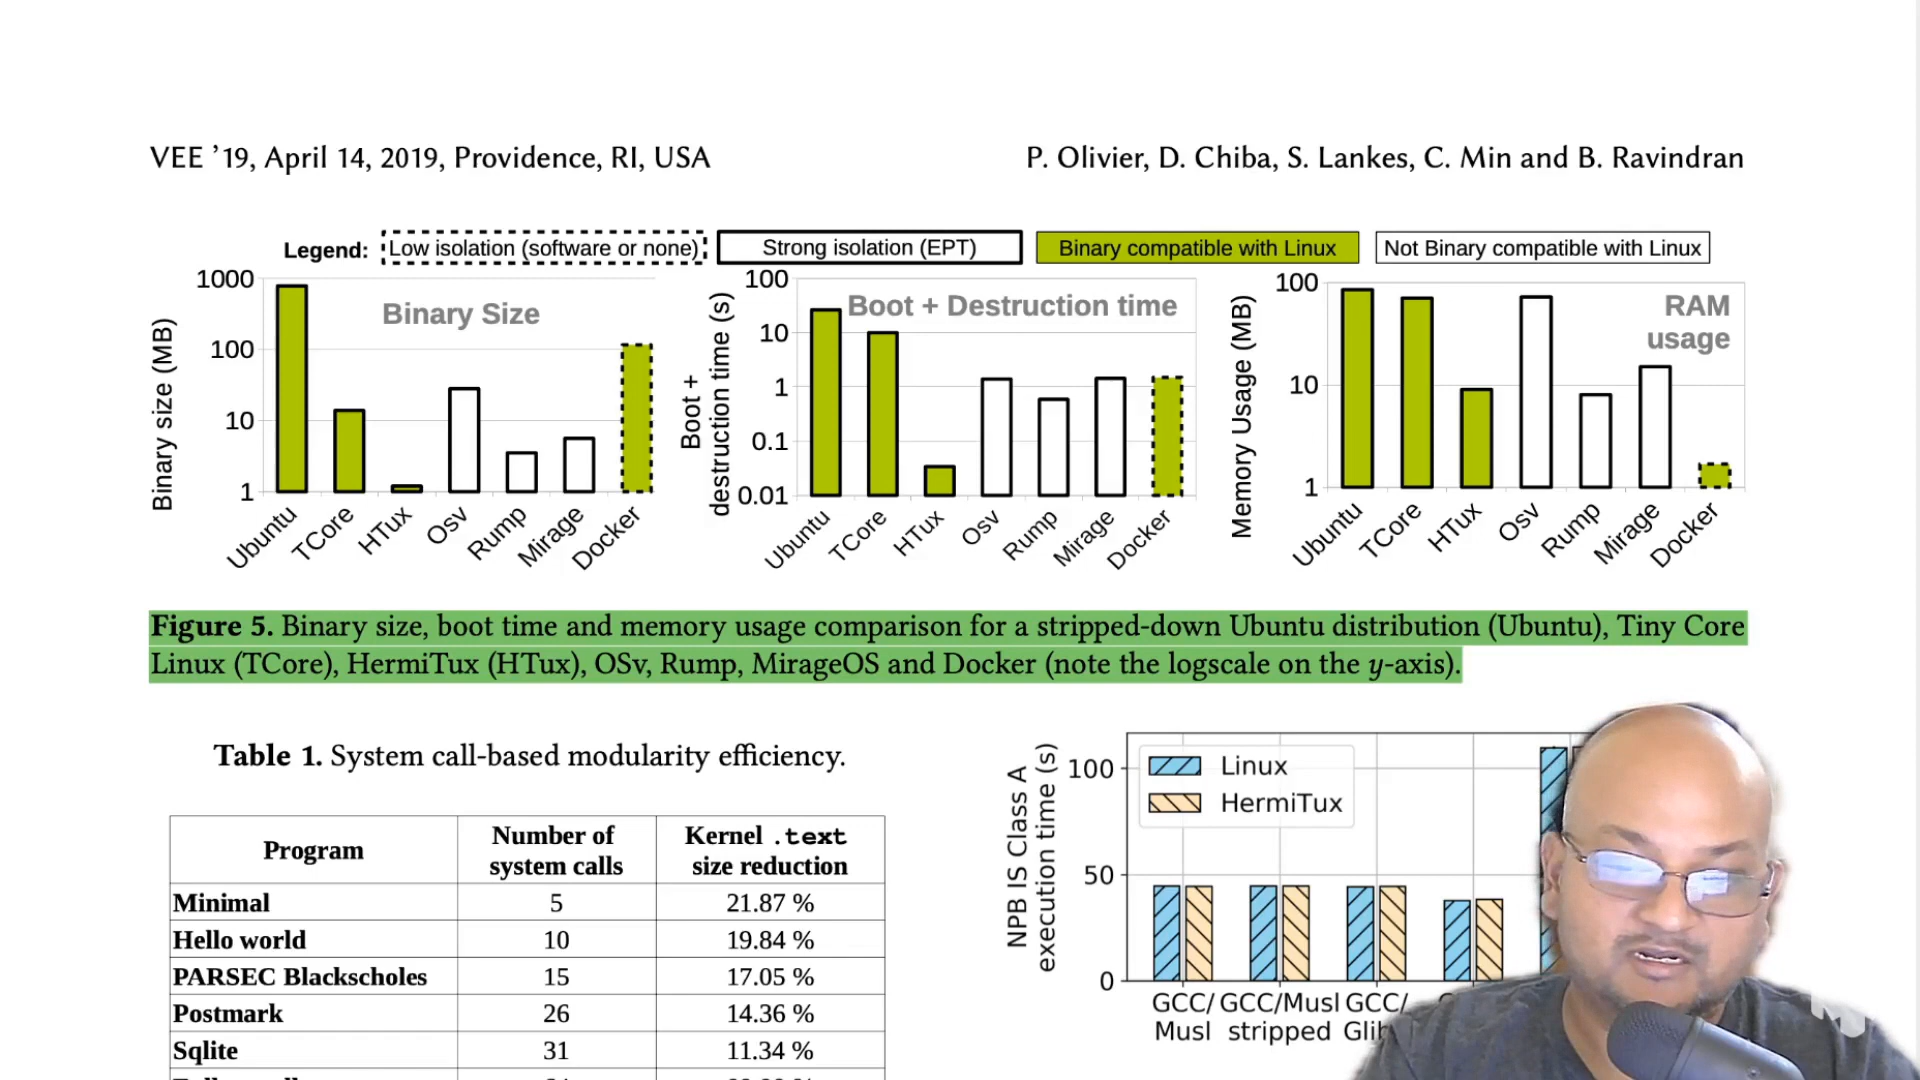 VEE ’19, April 14, 2019, Providence, RI, USA
P. Olivier, D. Chiba, S. Lankes, C. Min and B. Ravindran
Legend: Low isolation (software or none) Strong isolation (EPT) Binary compatible with Linux Not Binary compatible with Linux
Binary Size
Binary size (MB)
1000
100
10
1
Ubuntu TCore HTux Osv Rump Mirage Docker
Boot + Destruction time
Boot +
destruction time (s)
100
10
1
0.1
0.01
Ubuntu TCore HTux Osv Rump Mirage Docker
RAM
usage
Memory Usage (MB)
100
10
1
Ubuntu TCore HTux Osv Rump Mirage Docker
Figure 5. Binary size, boot time and memory usage comparison for a stripped-down Ubuntu distribution (Ubuntu), Tiny Core
Linux (TCore), HermiTux (HTux), OSv, Rump, MirageOS and Docker (note the logscale on the y-axis).
Table 1. System call-based modularity efficiency.
Program
Number of
system calls
Kernel .text
size reduction
Minimal 5 21.87 %
Hello world 10 19.84 %
PARSEC Blackscholes 15 17.05 %
Postmark 26 14.36 %
Sqlite 31 11.34 %
NPB IS Class A
execution time (s)
100
50
0
Linux
HermiTux
GCC/ GCC/Musl GCC/
Musl stripped